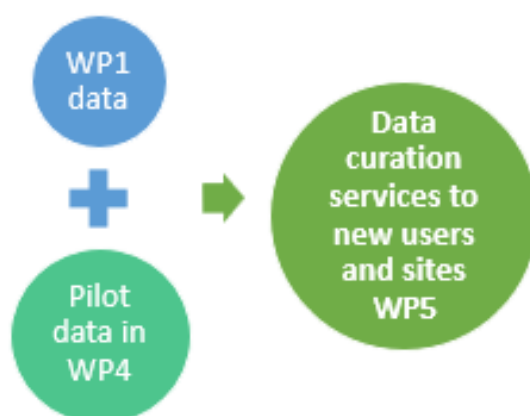 WP1
data
Pilot
data in
WP4
Data
curation
services to
new users
and sites
WP5